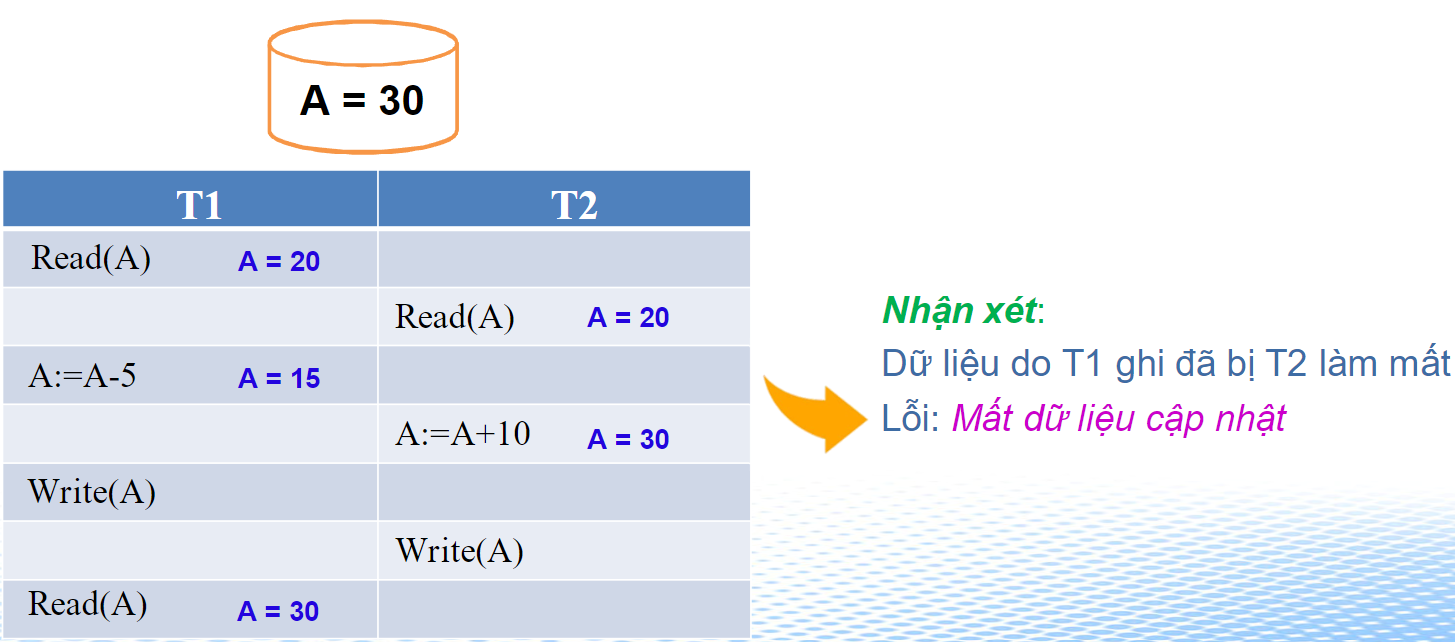 A = 30
T1 T2
Read(A) A = 20
Read(A) A = 20
A:=A-5 A = 15
A:=A+10 A = 30
Write(A)
Write(A)
Read(A) A = 30
Nhận xét:
Dữ liệu do T1 ghi đã bị T2 làm mất
Lỗi: Mất dữ liệu cập nhật